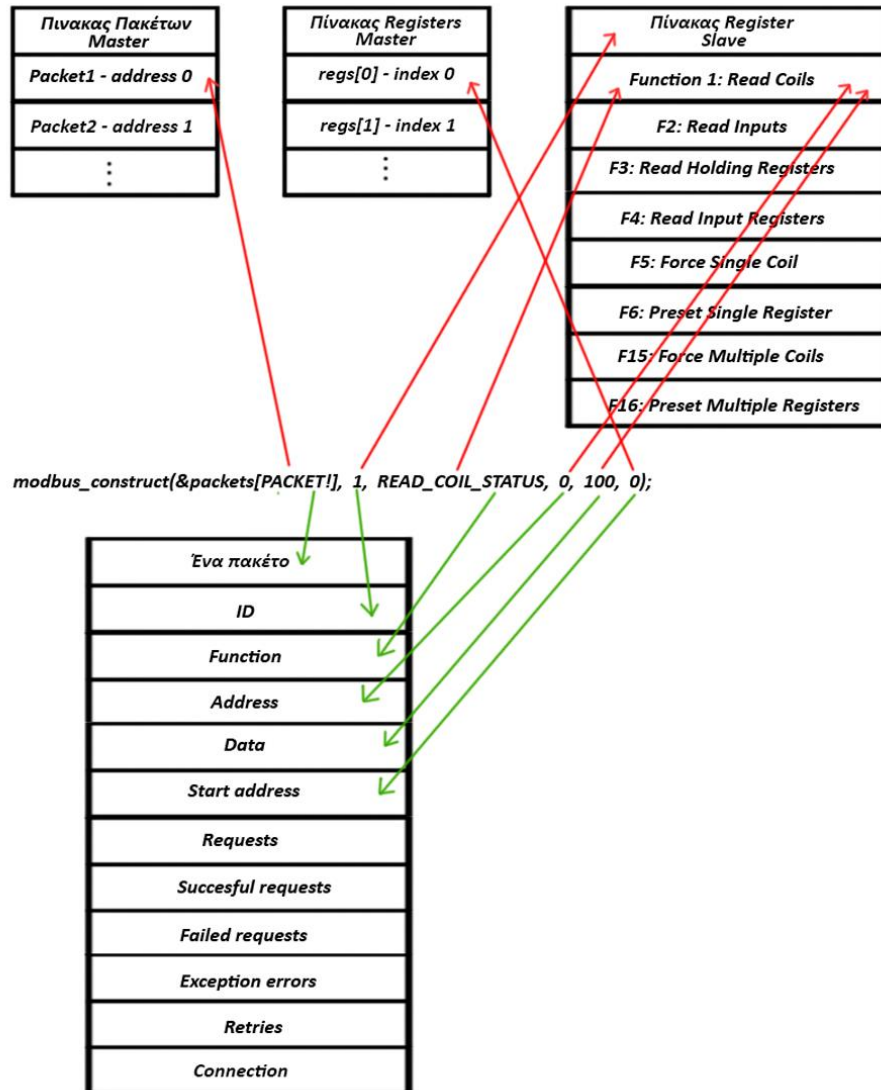 Πινακας Πακέτων
Master
Packet1 - address 0
Packet2 - address 1
⋮
Πίνακας Registers
Master
regs[0] - index 0
regs[1] - index 1
⋮
Πίνακας Register
Slave
Function 1: Read Coils
F2: Read Inputs
F3: Read Holding Registers
F4: Read Input Registers
F5: Force Single Coil
F6: Preset Single Register
F15: Force Multiple Coils
F16: Preset Multiple Registers
modbus_construct(&packets[PACKET!], 1, READ_COIL_STATUS, 0, 100, 0);
Ένα πακέτο
ID
Function
Address
Data
Start address
Requests
Succesful requests
Failed requests
Exception errors
Retries
Connection